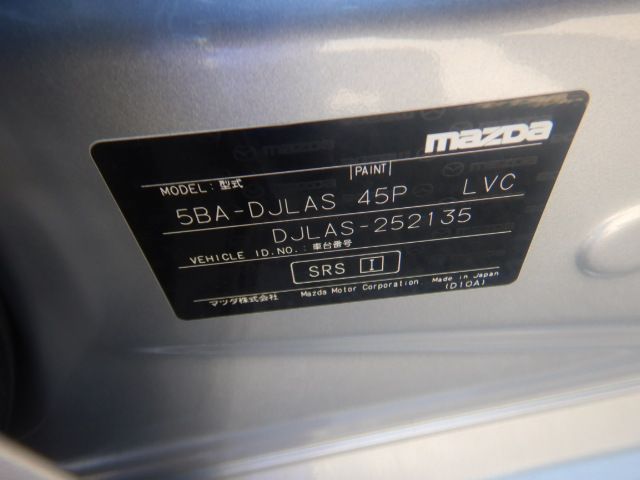 mazda
MODEL: 型式 PAINT
5BA-DJLAS 45P LVC
DJLAS-252135
VEHICLE ID.NO.: 車台番号
SRS I
マツダ株式会社 Mazda Motor Corporation. Made in Japan
(D10A)